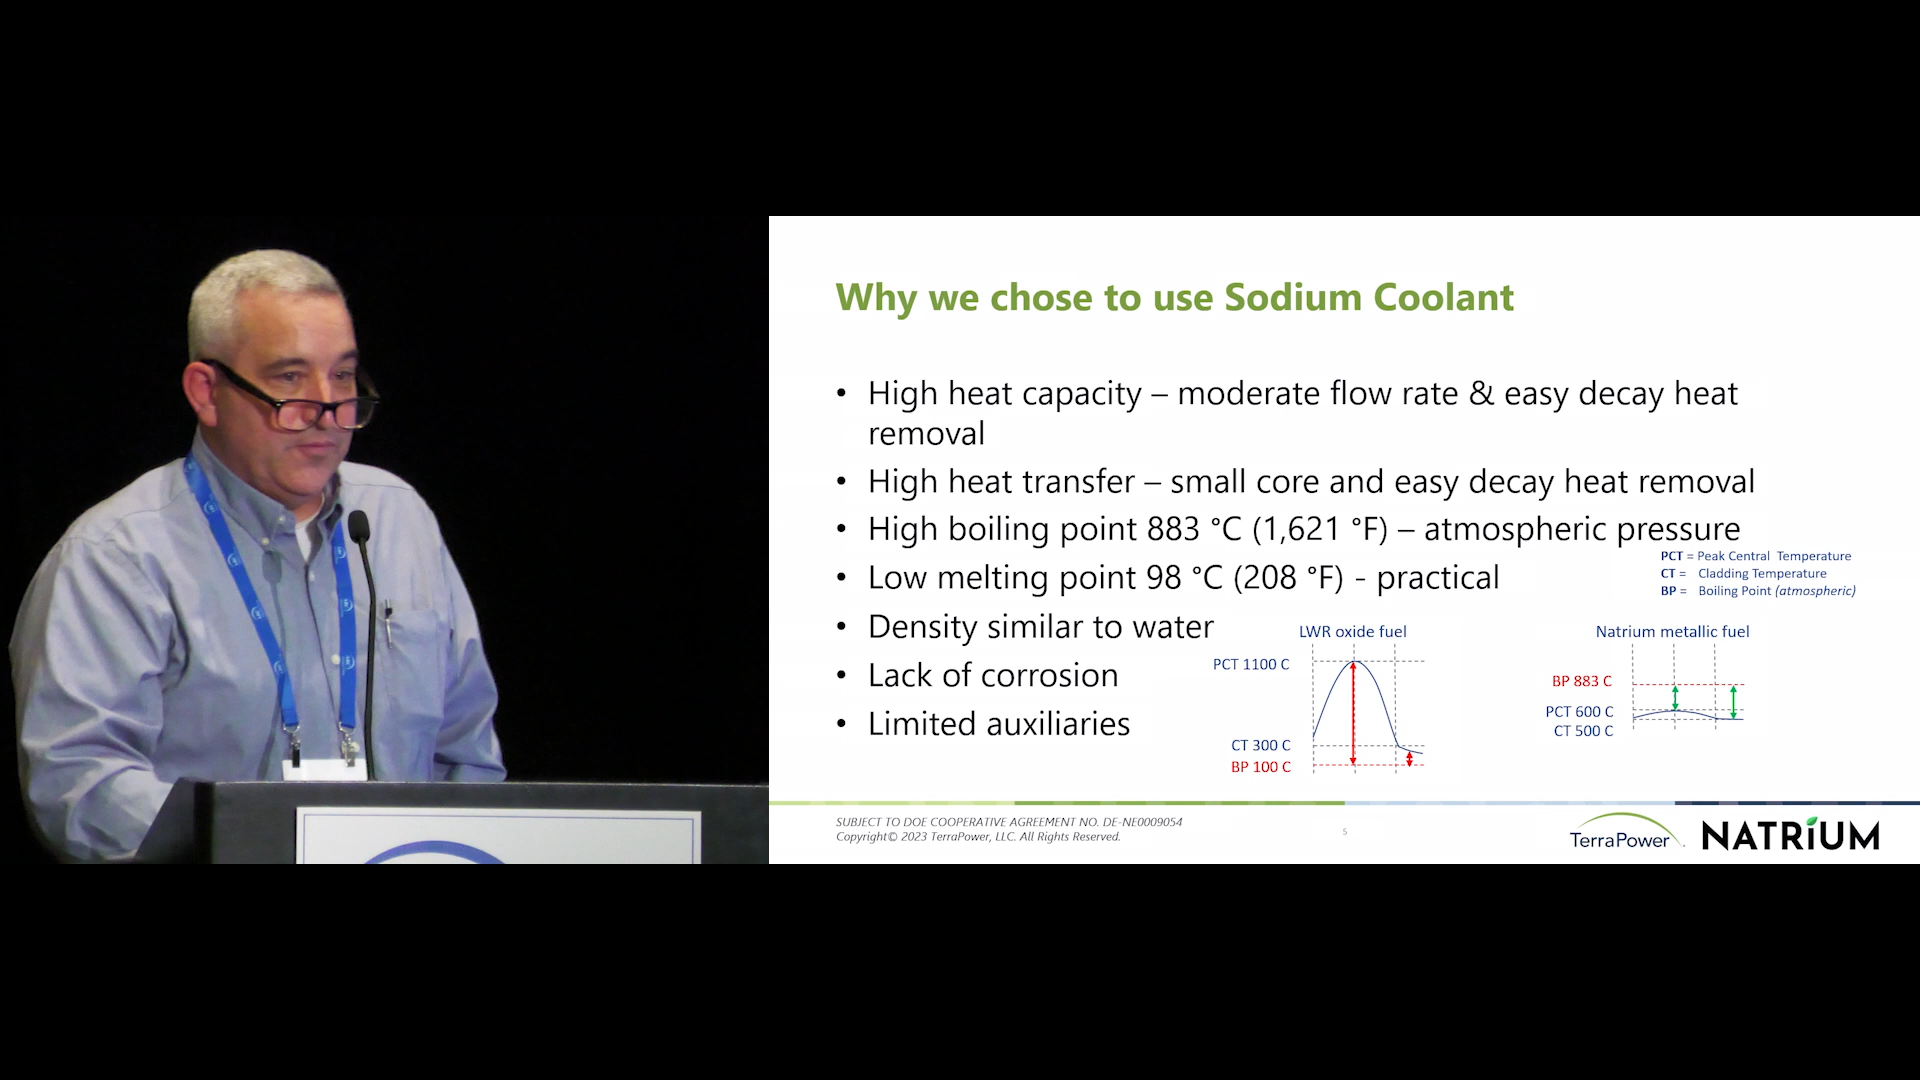 Why we chose to use Sodium Coolant
• High heat capacity – moderate flow rate & easy decay heat
removal
• High heat transfer – small core and easy decay heat removal
• High boiling point 883 °C (1,621 °F) – atmospheric pressure
• Low melting point 98 °C (208 °F) - practical
• Density similar to water
• Lack of corrosion
• Limited auxiliaries
PCT = Peak Central Temperature
CT = Cladding Temperature
BP = Boiling Point (atmospheric)
LWR oxide fuel
PCT 1100 C
CT 300 C
BP 100 C
Natrium metallic fuel
BP 883 C
PCT 600 C
CT 500 C
SUBJECT TO DOE COOPERATIVE AGREEMENT NO. DE-NE0009054
Copyright© 2023 TerraPower, LLC. All Rights Reserved.
5
TerraPower
NATRIUM